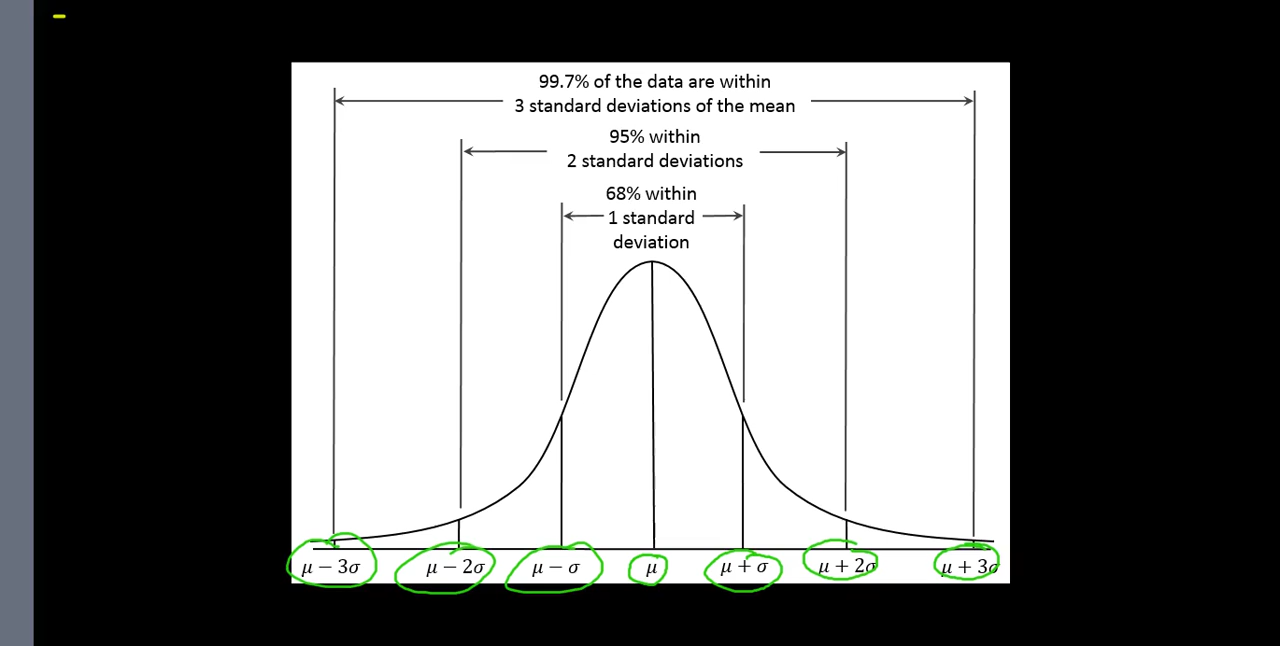 99.7% of the data are within
3 standard deviations of the mean
95% within
2 standard deviations
68% within
1 standard
deviation
μ − 3σ μ − 2σ μ − σ μ μ + σ μ + 2σ μ + 3σ